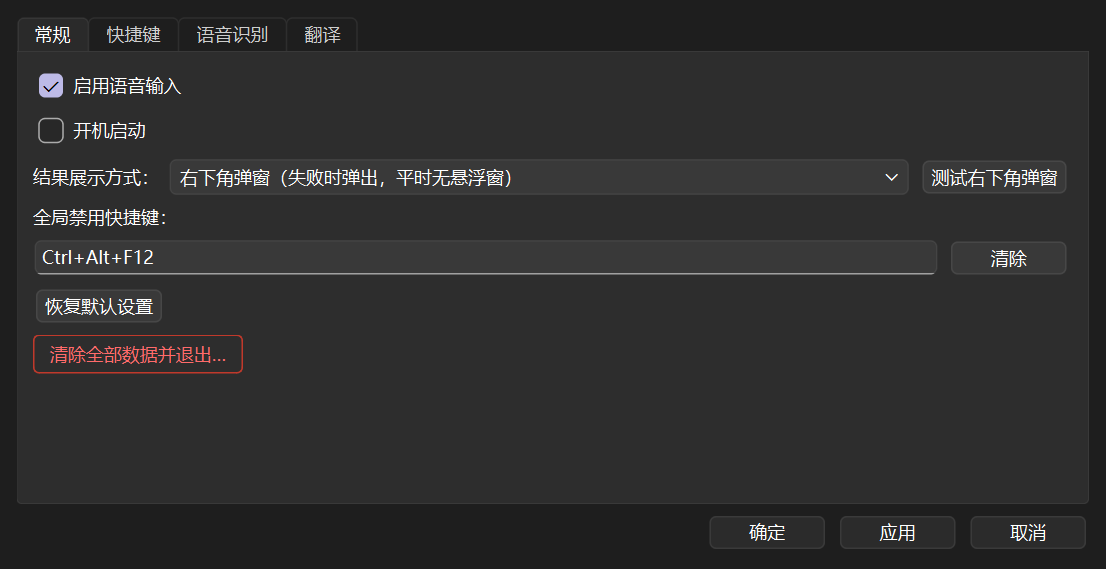 常规 快捷键 语音识别 翻译
启用语音输入
开机启动
结果展示方式： 右下角弹窗（失败时弹出，平时无悬浮窗） 测试右下角弹窗
全局禁用快捷键：
Ctrl+Alt+F12 清除
恢复默认设置
清除全部数据并退出...
确定 应用 取消